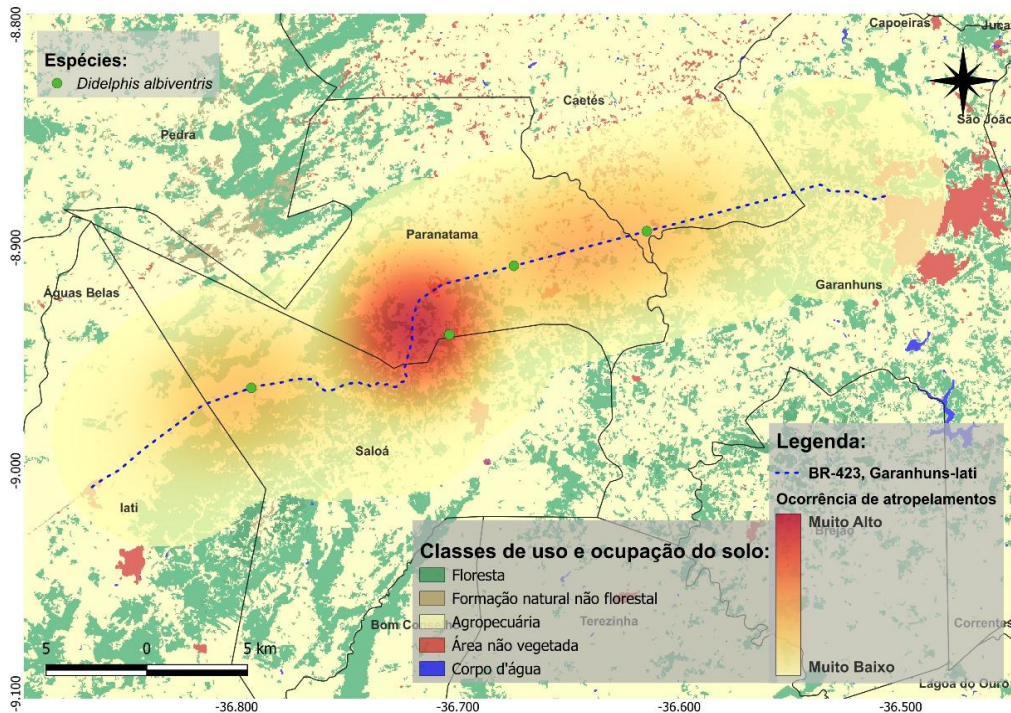 -8.800
-8.900
-9.000
-9.100
Espécies:
Didelphis albiventris
Capoeiras
Caetés
São João
Pedra
Paranatama
Águas Belas
Garanhuns
Saloá
Iati
Legenda:
BR-423, Garanhuns-Iati
Ocorrência de atropelamentos
Muito Alto
Brejão
Muito Baixo
Classes de uso e ocupação do solo:
Floresta
Formação natural não florestal
Agropecuária
Área não vegetada
Corpo d'água
Terezinha
Correntes
Lagoa do Ouro
5 0 5 km
-36.800 -36.700 -36.600 -36.500